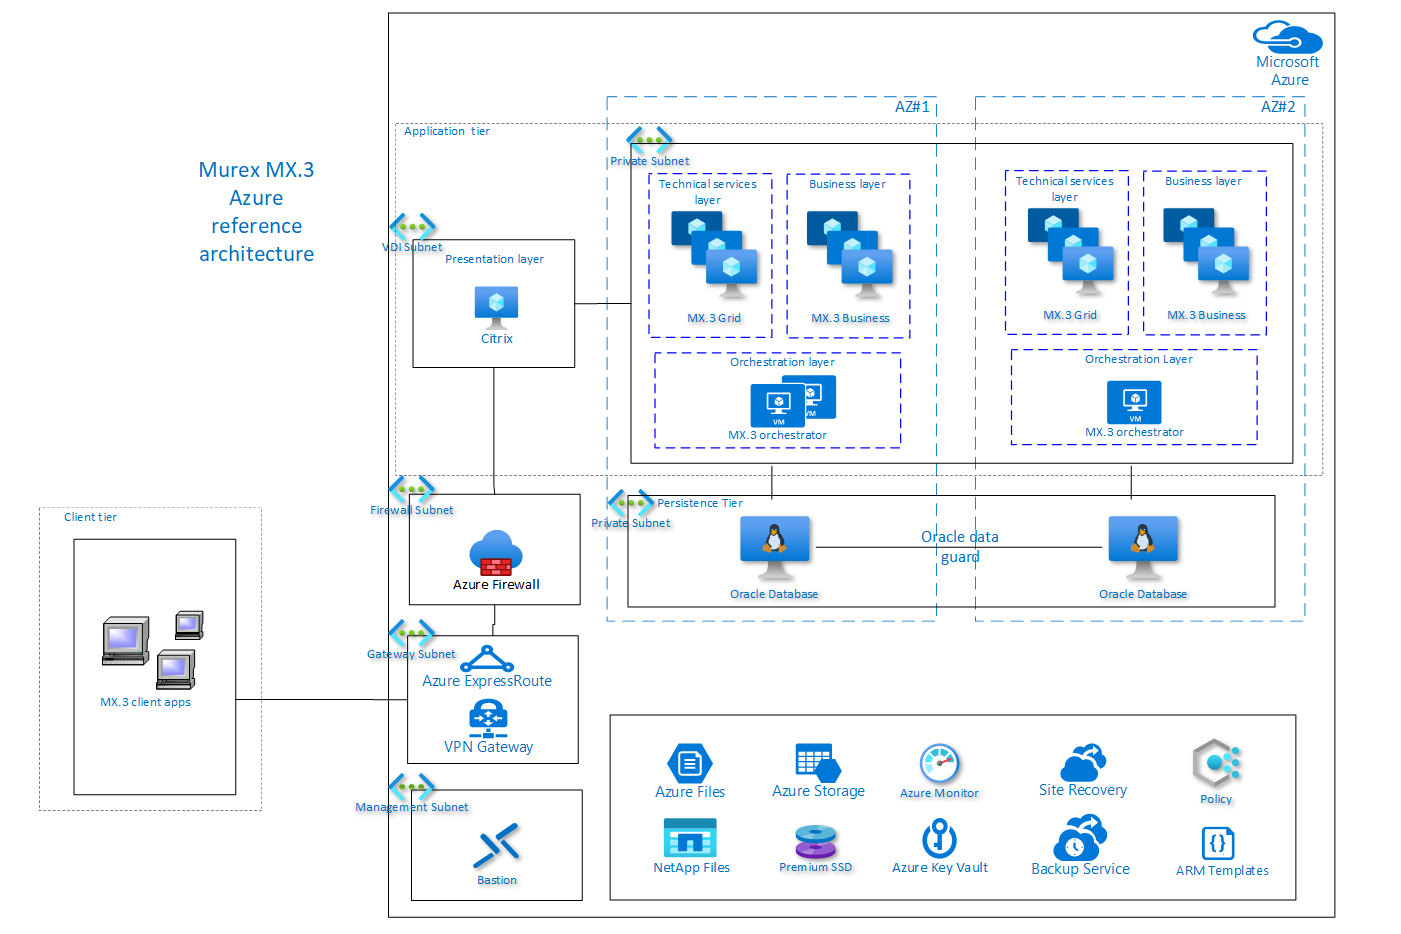 Microsoft
Azure
AZ#1
AZ#2
Application tier
Murex MX.3
Azure
reference
architecture
Private Subnet
Technical services
layer
MX.3 Grid
Business layer
MX.3 Business
Technical services
layer
MX.3 Grid
Business layer
MX.3 Business
VDI Subnet
Presentation layer
Citrix
Orchestration layer
VM
VM
MX.3 orchestrator
Orchestration Layer
VM
MX.3 orchestrator
Firewall Subnet
Azure Firewall
Private Subnet
Persistence Tier
Oracle Database
Oracle data
guard
Oracle Database
Client tier
MX.3 client apps
Gateway Subnet
Azure ExpressRoute
VPN Gateway
Management Subnet
Bastion
Azure Files
Azure Storage
Azure Monitor
Site Recovery
Policy
NetApp Files
Premium SSD
Azure Key Vault
Backup Service
ARM Templates